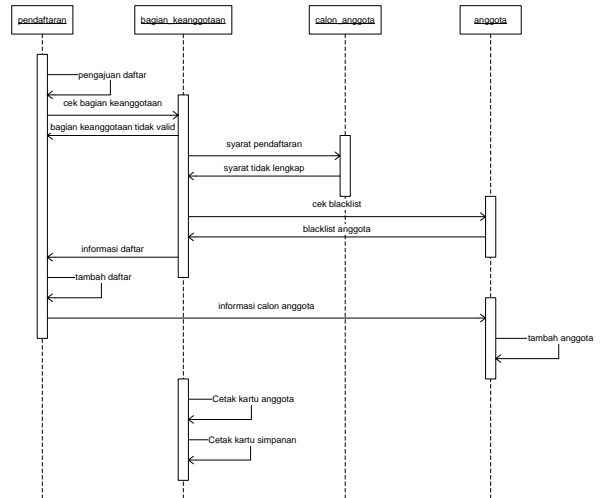 pendaftaran
bagian_keanggotaan
calon_anggota
anggota
pengajuan daftar
cek bagian keanggotaan
bagian keanggotaan tidak valid
syarat pendaftaran
syarat tidak lengkap
cek blacklist
blacklist anggota
informasi daftar
tambah daftar
informasi calon anggota
tambah anggota
Cetak kartu anggota
Cetak kartu simpanan